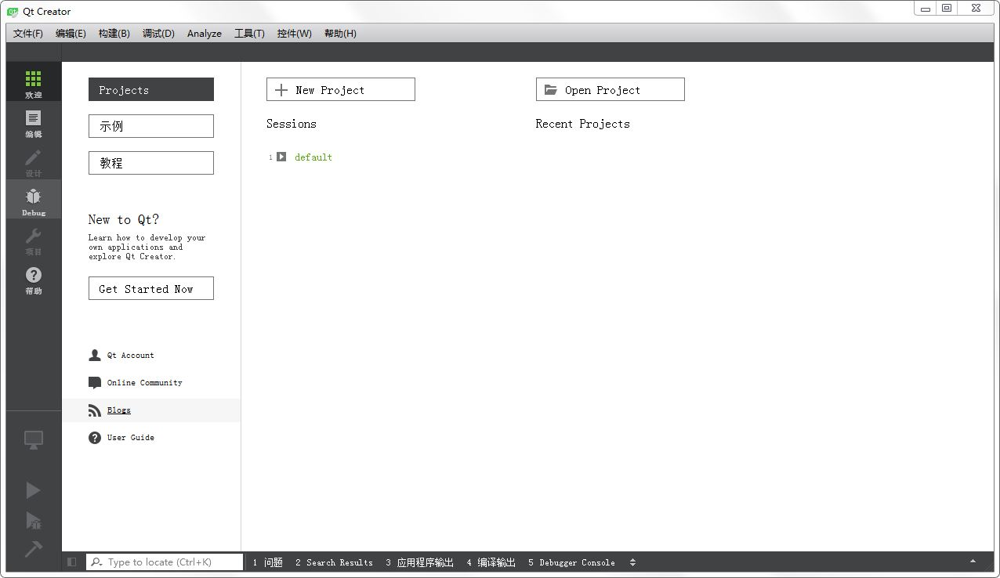 Qt Creator
文件(F) 编辑(E) 构建(B) 调试(D) Analyze 工具(T) 控件(W) 帮助(H)
欢迎
编辑
设计
Debug
项目
帮助
Projects
示例
教程
New to Qt?
Learn how to develop your
own applications and
explore Qt Creator.
Get Started Now
Qt Account
Online Community
Blogs
User Guide
New Project
Sessions
1 default
Open Project
Recent Projects
Type to locate (Ctrl+K) 1 问题 2 Search Results 3 应用程序输出 4 编译输出 5 Debugger Console